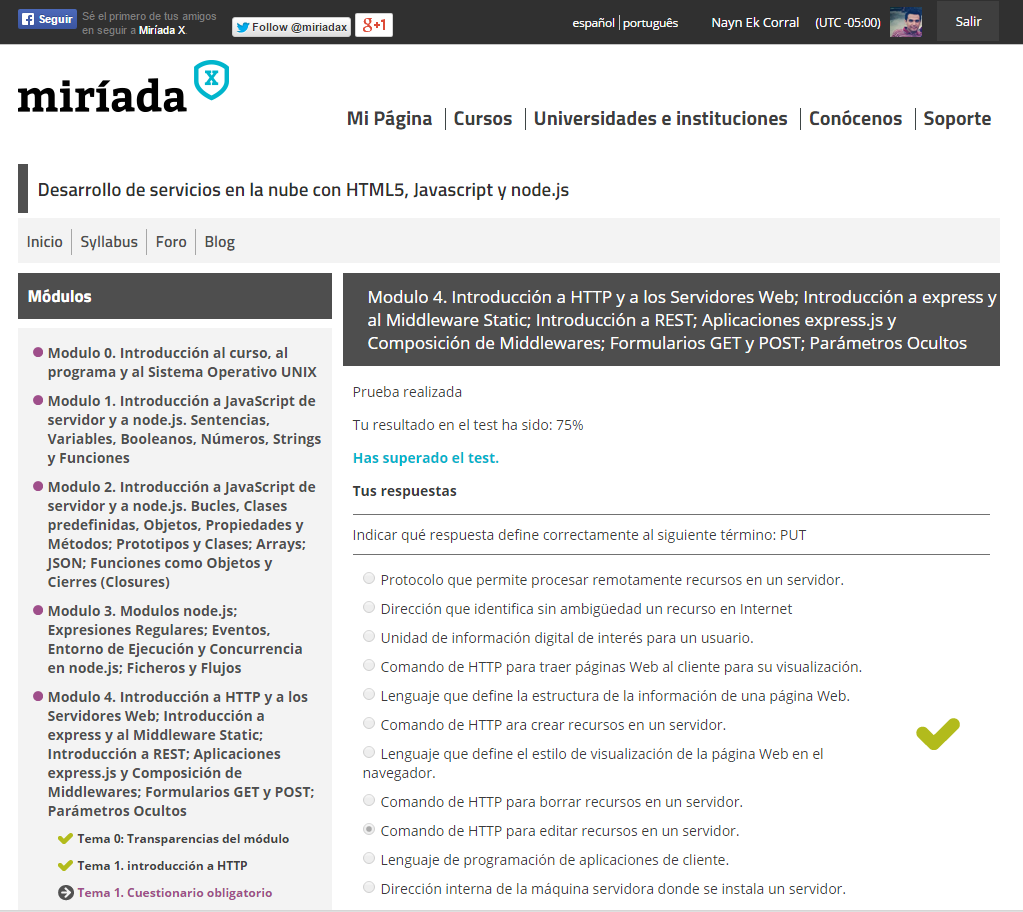 Seguir
Sé el primero de tus amigos
en seguir a Miríada X.
Follow @miriadax
g+1
español | português
Nayn Ek Corral
(UTC -05:00)
Salir
miríada X
Mi Página | Cursos | Universidades e instituciones | Conócenos | Soporte
Desarrollo de servicios en la nube con HTML5, Javascript y node.js
Inicio | Syllabus | Foro | Blog
Módulos
Modulo 0. Introducción al curso, al
programa y al Sistema Operativo UNIX
Modulo 1. Introducción a JavaScript de
servidor y a node.js. Sentencias,
Variables, Booleanos, Números, Strings
y Funciones
Modulo 2. Introducción a JavaScript de
servidor y a node.js. Bucles, Clases
predefinidas, Objetos, Propiedades y
Métodos; Prototipos y Clases; Arrays;
JSON; Funciones como Objetos y
Cierres (Closures)
Modulo 3. Modulos node.js;
Expresiones Regulares; Eventos,
Entorno de Ejecución y Concurrencia
en node.js; Ficheros y Flujos
Modulo 4. Introducción a HTTP y a los
Servidores Web; Introducción a
express y al Middleware Static;
Introducción a REST; Aplicaciones
express.js y Composición de
Middlewares; Formularios GET y POST;
Parámetros Ocultos
Tema 0: Transparencias del módulo
Tema 1. introducción a HTTP
Tema 1. Cuestionario obligatorio
Modulo 4. Introducción a HTTP y a los Servidores Web; Introducción a express y
al Middleware Static; Introducción a REST; Aplicaciones express.js y
Composición de Middlewares; Formularios GET y POST; Parámetros Ocultos
Prueba realizada
Tu resultado en el test ha sido: 75%
Has superado el test.
Tus respuestas
Indicar qué respuesta define correctamente al siguiente término: PUT
Protocolo que permite procesar remotamente recursos en un servidor.
Dirección que identifica sin ambigüedad un recurso en Internet
Unidad de información digital de interés para un usuario.
Comando de HTTP para traer páginas Web al cliente para su visualización.
Lenguaje que define la estructura de la información de una página Web.
Comando de HTTP ara crear recursos en un servidor.
Lenguaje que define el estilo de visualización de la página Web en el
navegador.
Comando de HTTP para borrar recursos en un servidor.
Comando de HTTP para editar recursos en un servidor.
Lenguaje de programación de aplicaciones de cliente.
Dirección interna de la máquina servidora donde se instala un servidor.